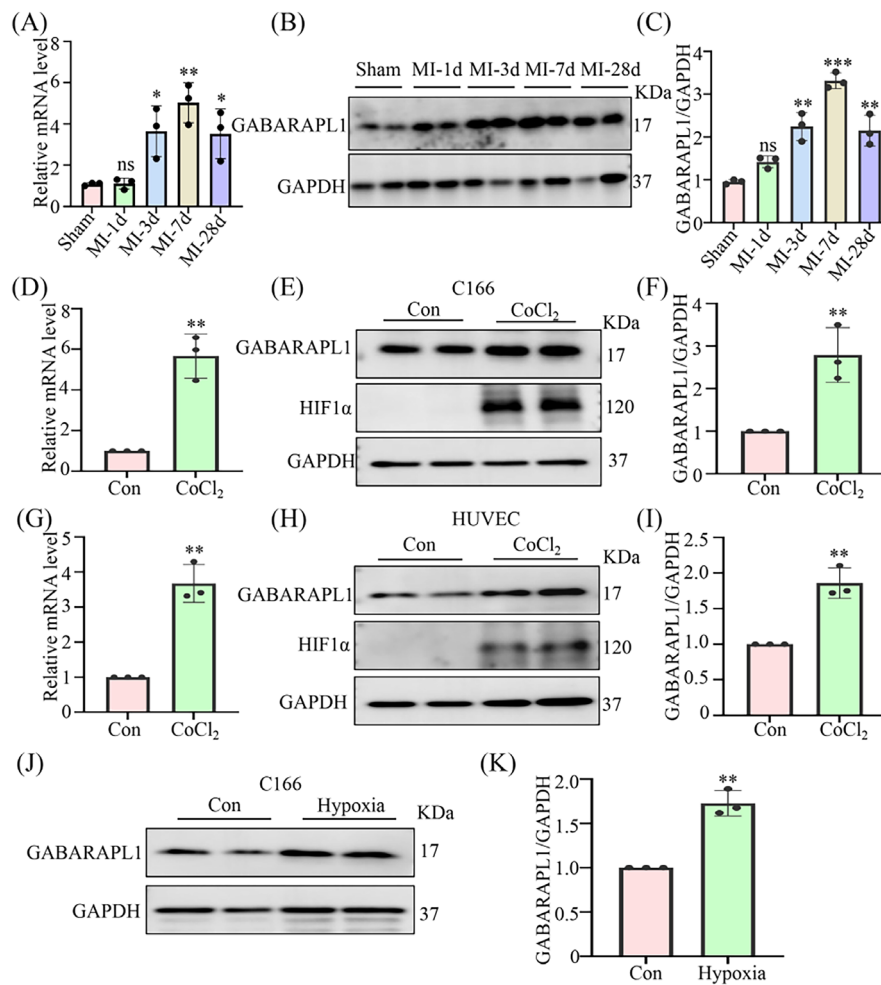 (A)
Relative mRNA level
8
6
4
2
0
ns
*
**
*
Sham
MI-1d
MI-3d
MI-7d
MI-28d
(B)
Sham MI-1d MI-3d MI-7d MI-28d
KDa
GABARAPL1 17
GAPDH 37
(C)
GABARAPL1/GAPDH
4
3
2
1
0
ns
**
***
**
Sham
MI-1d
MI-3d
MI-7d
MI-28d
(D)
Relative mRNA level
8
6
4
2
0
**
Con CoCl₂
(E)
C166
Con CoCl₂
KDa
GABARAPL1 17
HIF1α 120
GAPDH 37
(F)
GABARAPL1/GAPDH
4
3
2
1
0
**
Con CoCl₂
(G)
Relative mRNA level
5
4
3
2
1
0
**
Con CoCl₂
(H)
HUVEC
Con CoCl₂
KDa
GABARAPL1 17
HIF1α 120
GAPDH 37
(I)
GABARAPL1/GAPDH
2.5
2.0
1.5
1.0
0.5
0
**
Con CoCl₂
(J)
C166
Con Hypoxia
KDa
GABARAPL1 17
GAPDH 37
(K)
GABARAPL1/GAPDH
2.0
1.5
1.0
0.5
0
**
Con Hypoxia